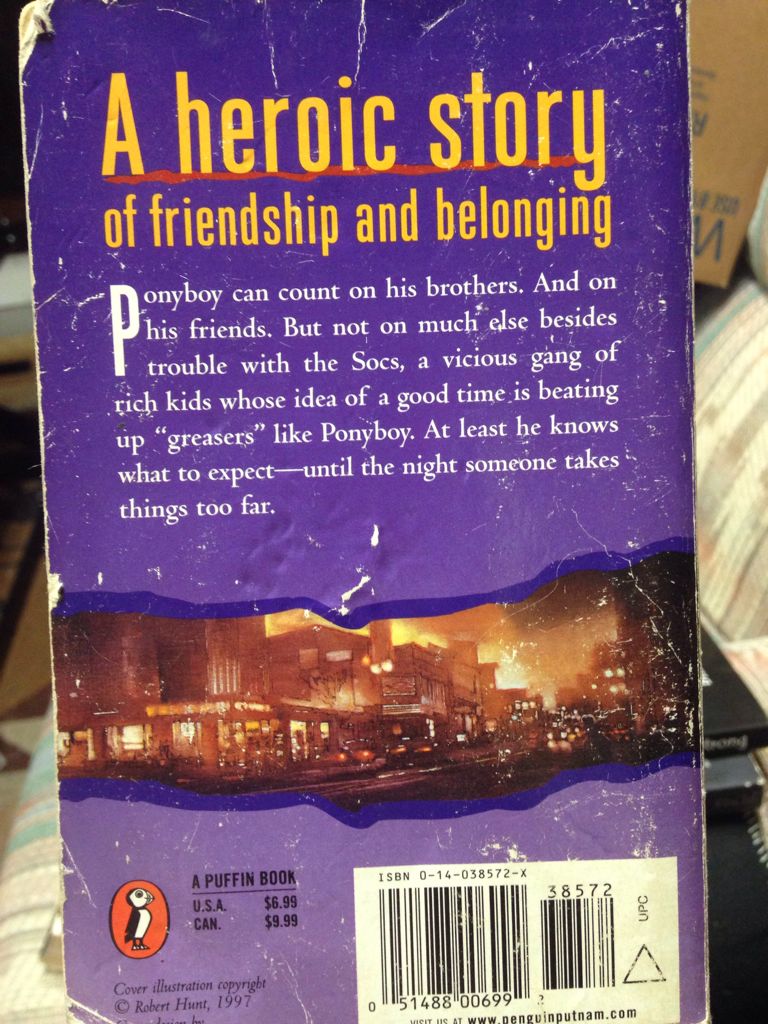 A heroic story
of friendship and belonging
Ponyboy can count on his brothers. And on
his friends. But not on much else besides
trouble with the Socs, a vicious gang of
rich kids whose idea of a good time is beating
up “greasers” like Ponyboy. At least he knows
what to expect—until the night someone takes
things too far.
A PUFFIN BOOK
U.S.A. $6.99
CAN. $9.99
Cover illustration copyright
© Robert Hunt, 1997
ISBN 0-14-038572-X
38572
UPC
0 51488 00699 2
VISIT US AT www.penguinputnam.com